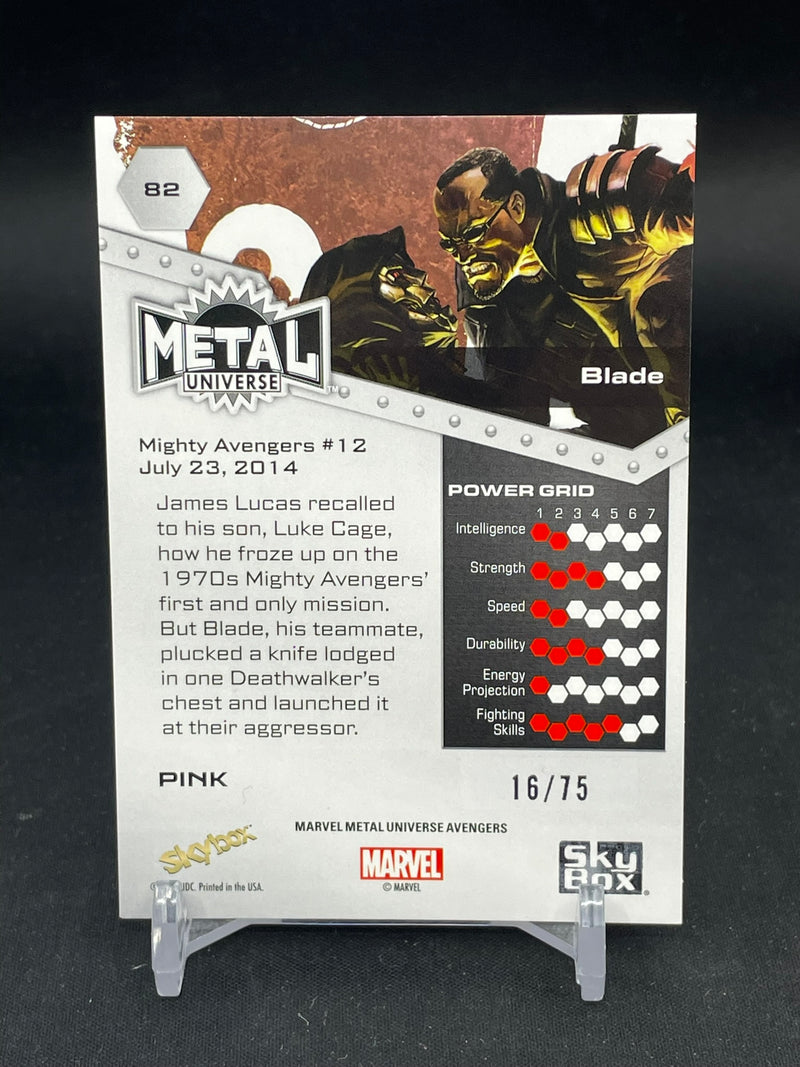 82
METAL
UNIVERSE
TM
Blade
Mighty Avengers #12
July 23, 2014
James Lucas recalled
to his son, Luke Cage,
how he froze up on the
1970s Mighty Avengers'
first and only mission.
But Blade, his teammate,
plucked a knife lodged
in one Deathwalker's
chest and launched it
at their aggressor.
POWER GRID
1 2 3 4 5 6 7
Intelligence
Strength
Speed
Durability
Energy
Projection
Fighting
Skills
PINK
16/75
MARVEL METAL UNIVERSE AVENGERS
skybox
MARVEL
© MARVEL
SkyBox®
UDC. Printed in the USA.